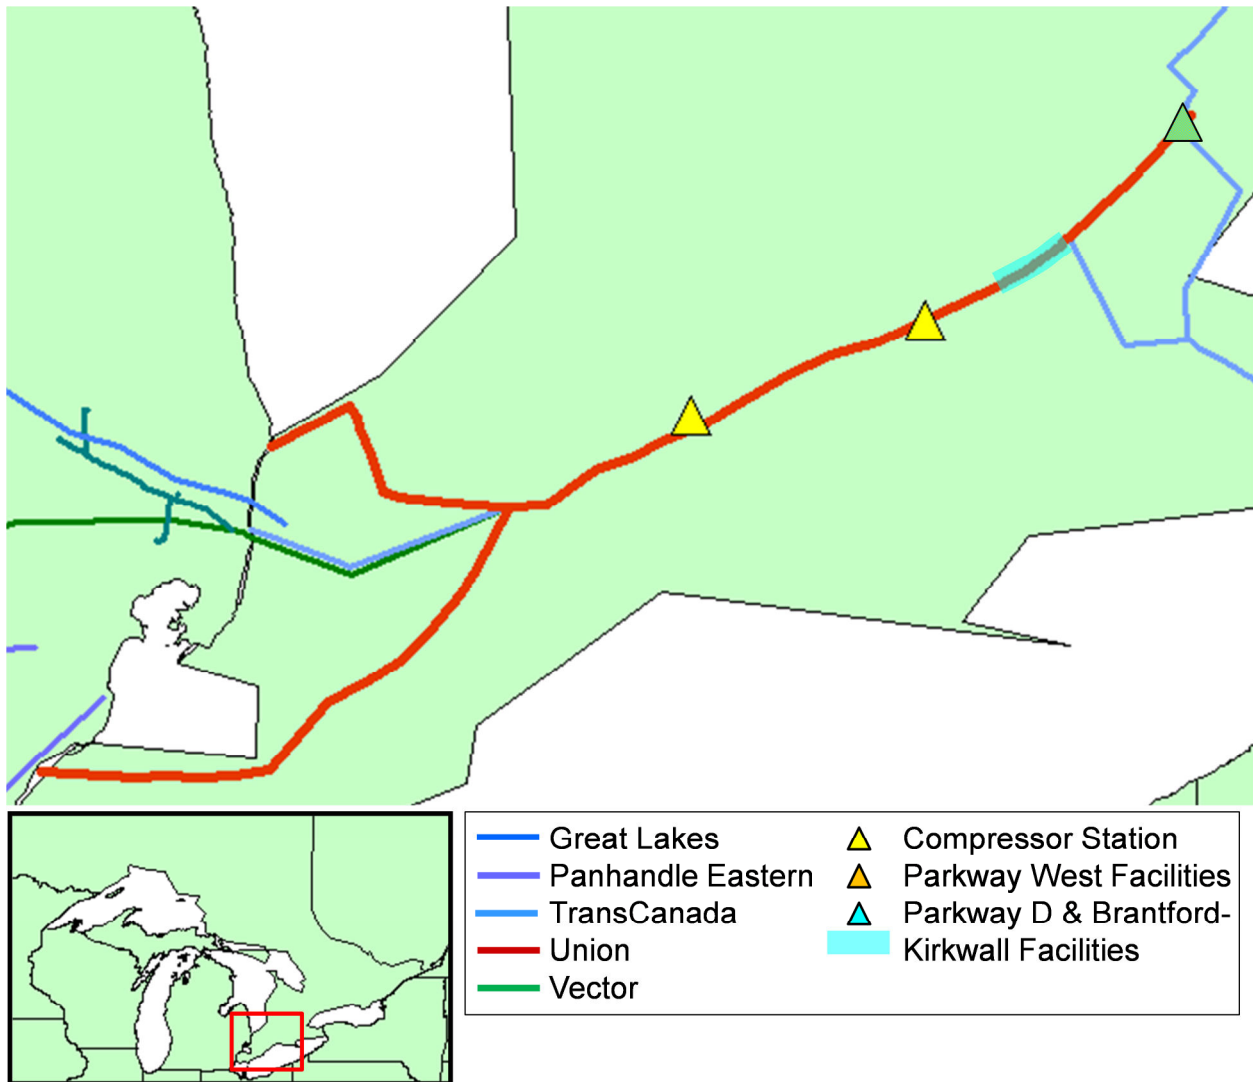 Great Lakes
Panhandle Eastern
TransCanada
Union
Vector
Compressor Station
Parkway West Facilities
Parkway D & Brantford-
Kirkwall Facilities